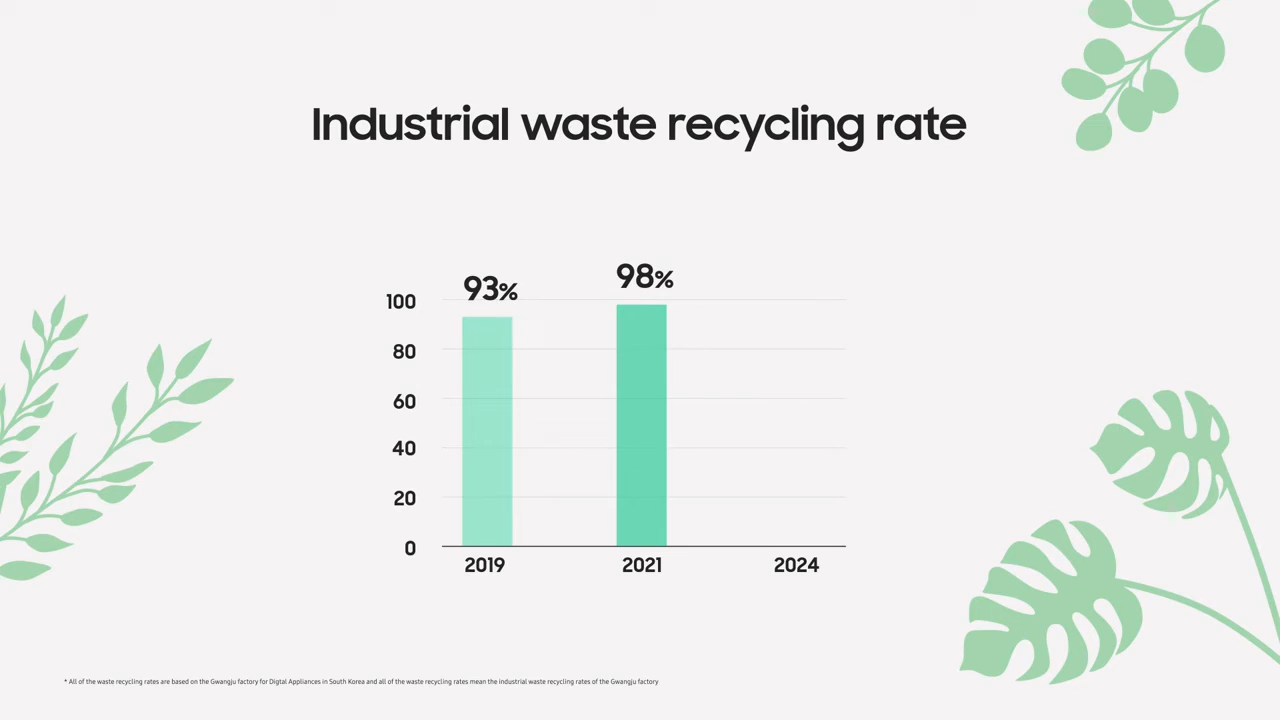 Industrial waste recycling rate
93% 98%
100
80
60
40
20
0
2019 2021 2024
* All of the waste recycling rates are based on the Gwangju factory for Digtal Appliances in South Korea and all of the waste recycling rates mean the industrial waste recycling rates of the Gwangju factory